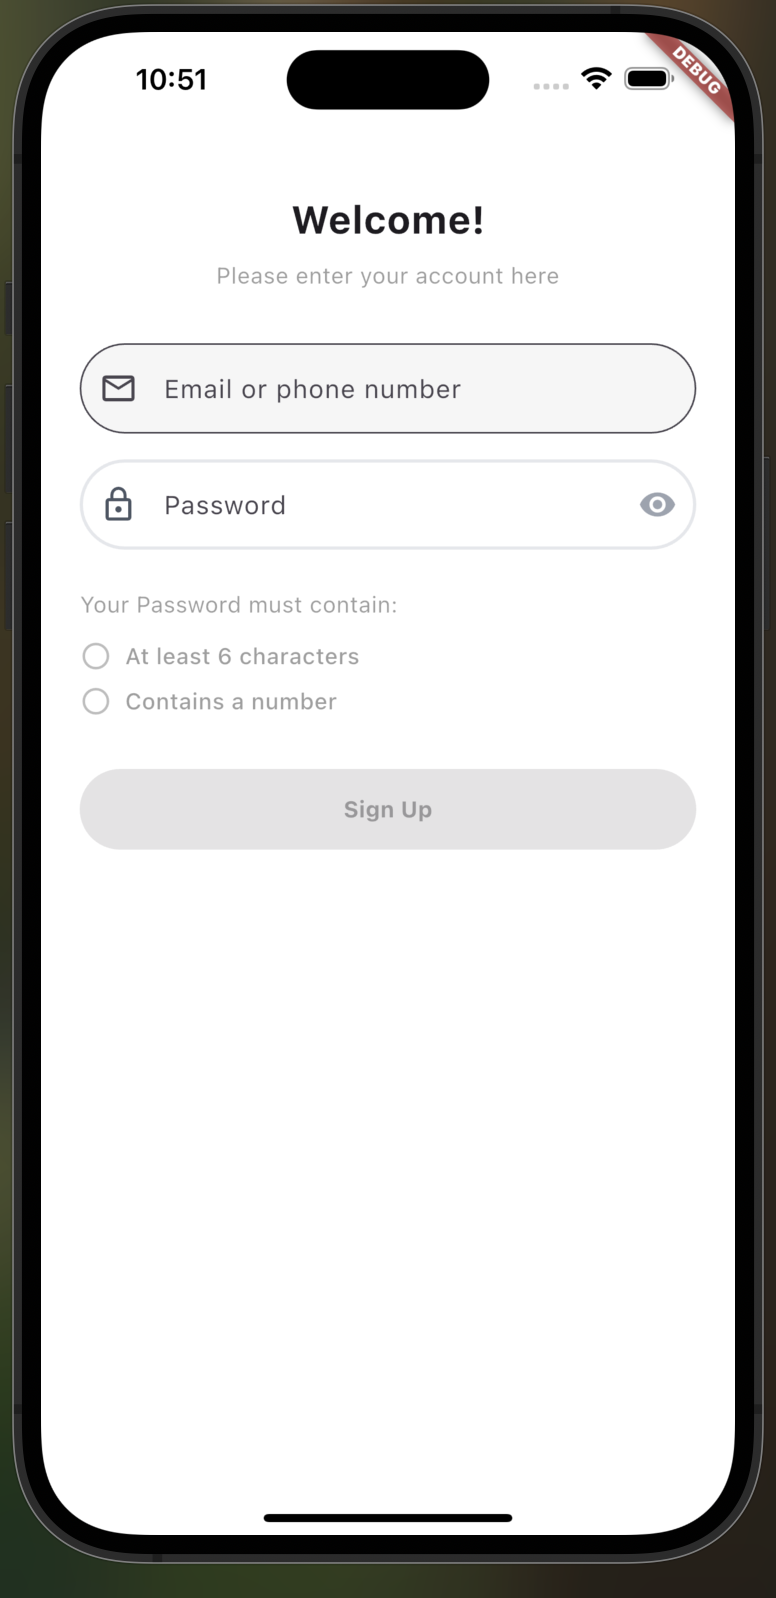 10:51
DEBUG
Welcome!
Please enter your account here
Email or phone number
Password
Your Password must contain:
At least 6 characters
Contains a number
Sign Up